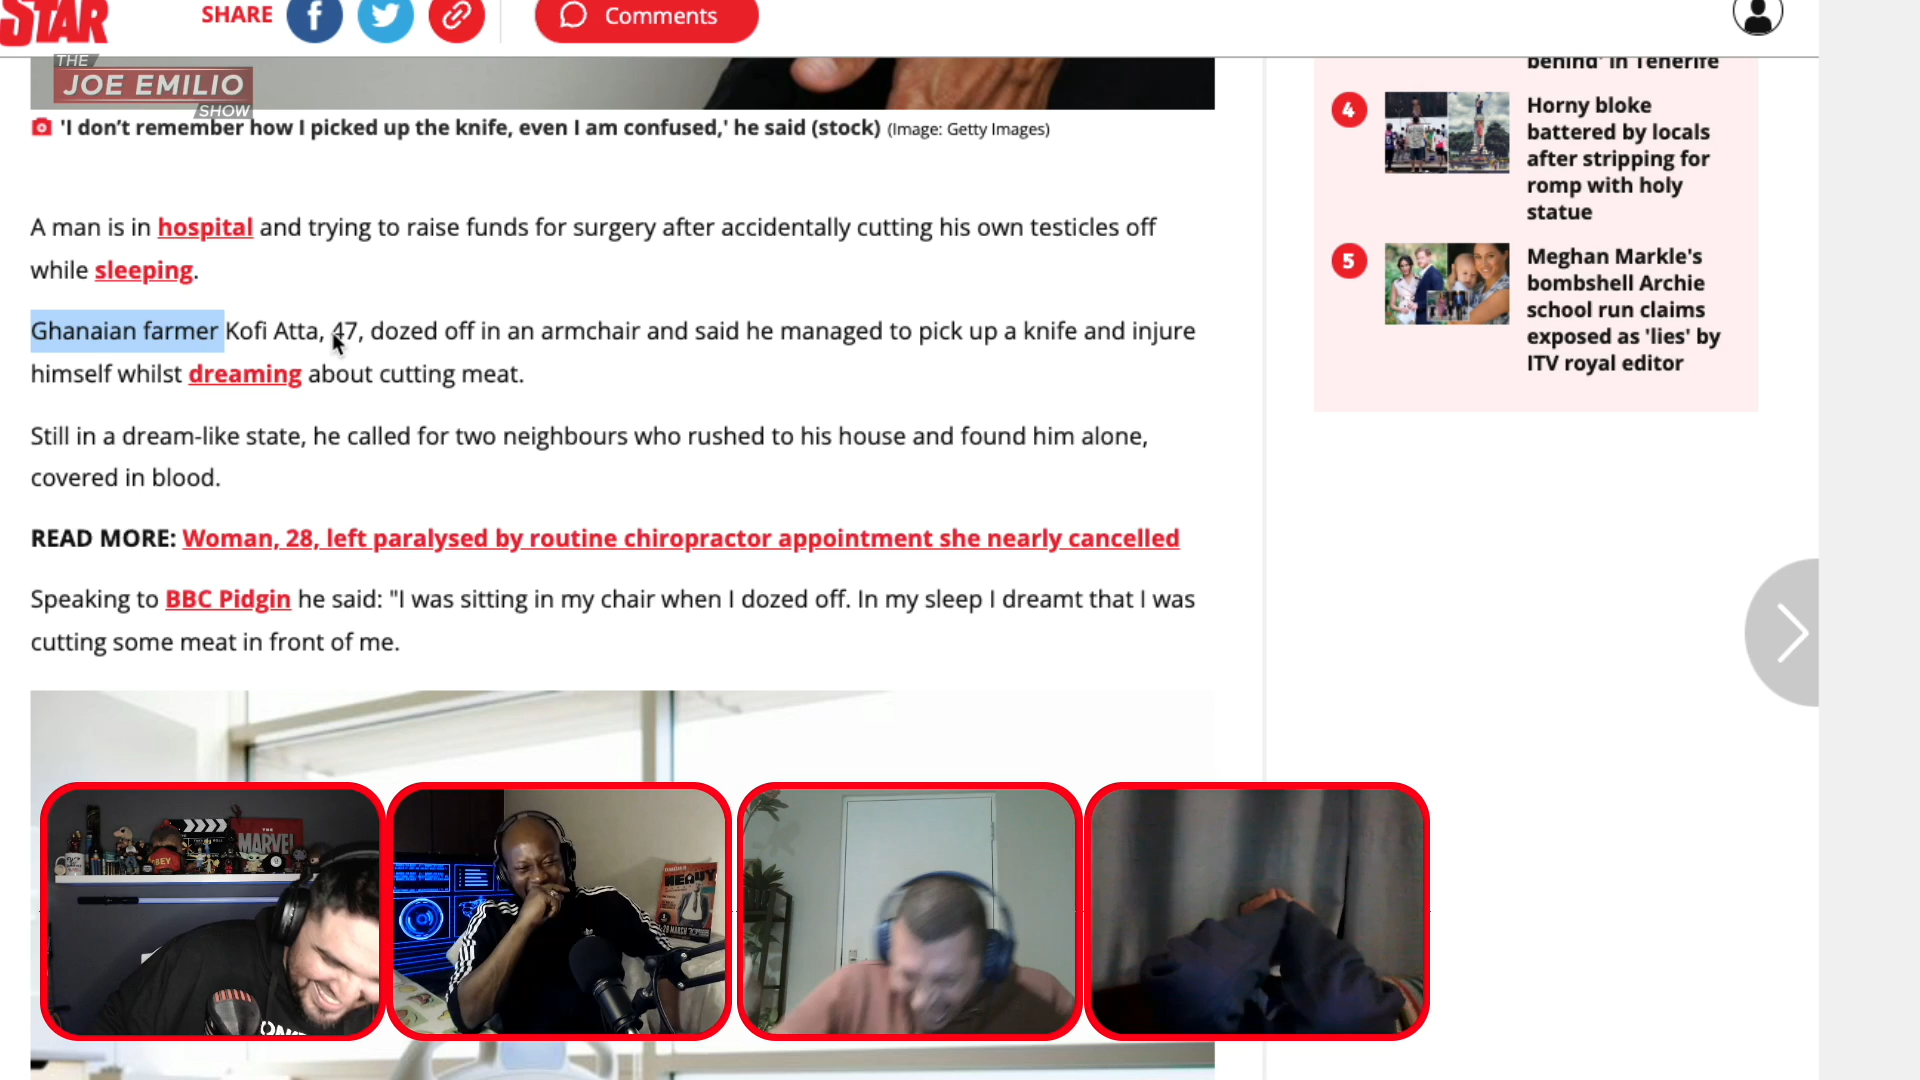 STAR
SHARE
Comments
THE
JOE EMILIO
SHOW
'I don't remember how I picked up the knife, even I am confused,' he said (stock) (Image: Getty Images)
A man is in hospital and trying to raise funds for surgery after accidentally cutting his own testicles off
while sleeping.
Ghanaian farmer Kofi Atta, 47, dozed off in an armchair and said he managed to pick up a knife and injure
himself whilst dreaming about cutting meat.
Still in a dream-like state, he called for two neighbours who rushed to his house and found him alone,
covered in blood.
READ MORE: Woman, 28, left paralysed by routine chiropractor appointment she nearly cancelled
Speaking to BBC Pidgin he said: "I was sitting in my chair when I dozed off. In my sleep I dreamt that I was
cutting some meat in front of me.
behind' in Tenerife
4
Horny bloke
battered by locals
after stripping for
romp with holy
statue
5
Meghan Markle's
bombshell Archie
school run claims
exposed as 'lies' by
ITV royal editor
THE
MARVEL
OBEY
HEAVY
MARCH